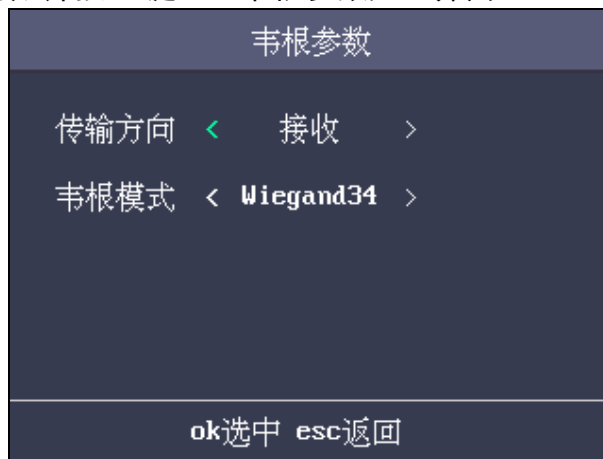 韦根参数
传输方向 < 接收 >
韦根模式 < Wiegand34 >
ok选中 esc返回